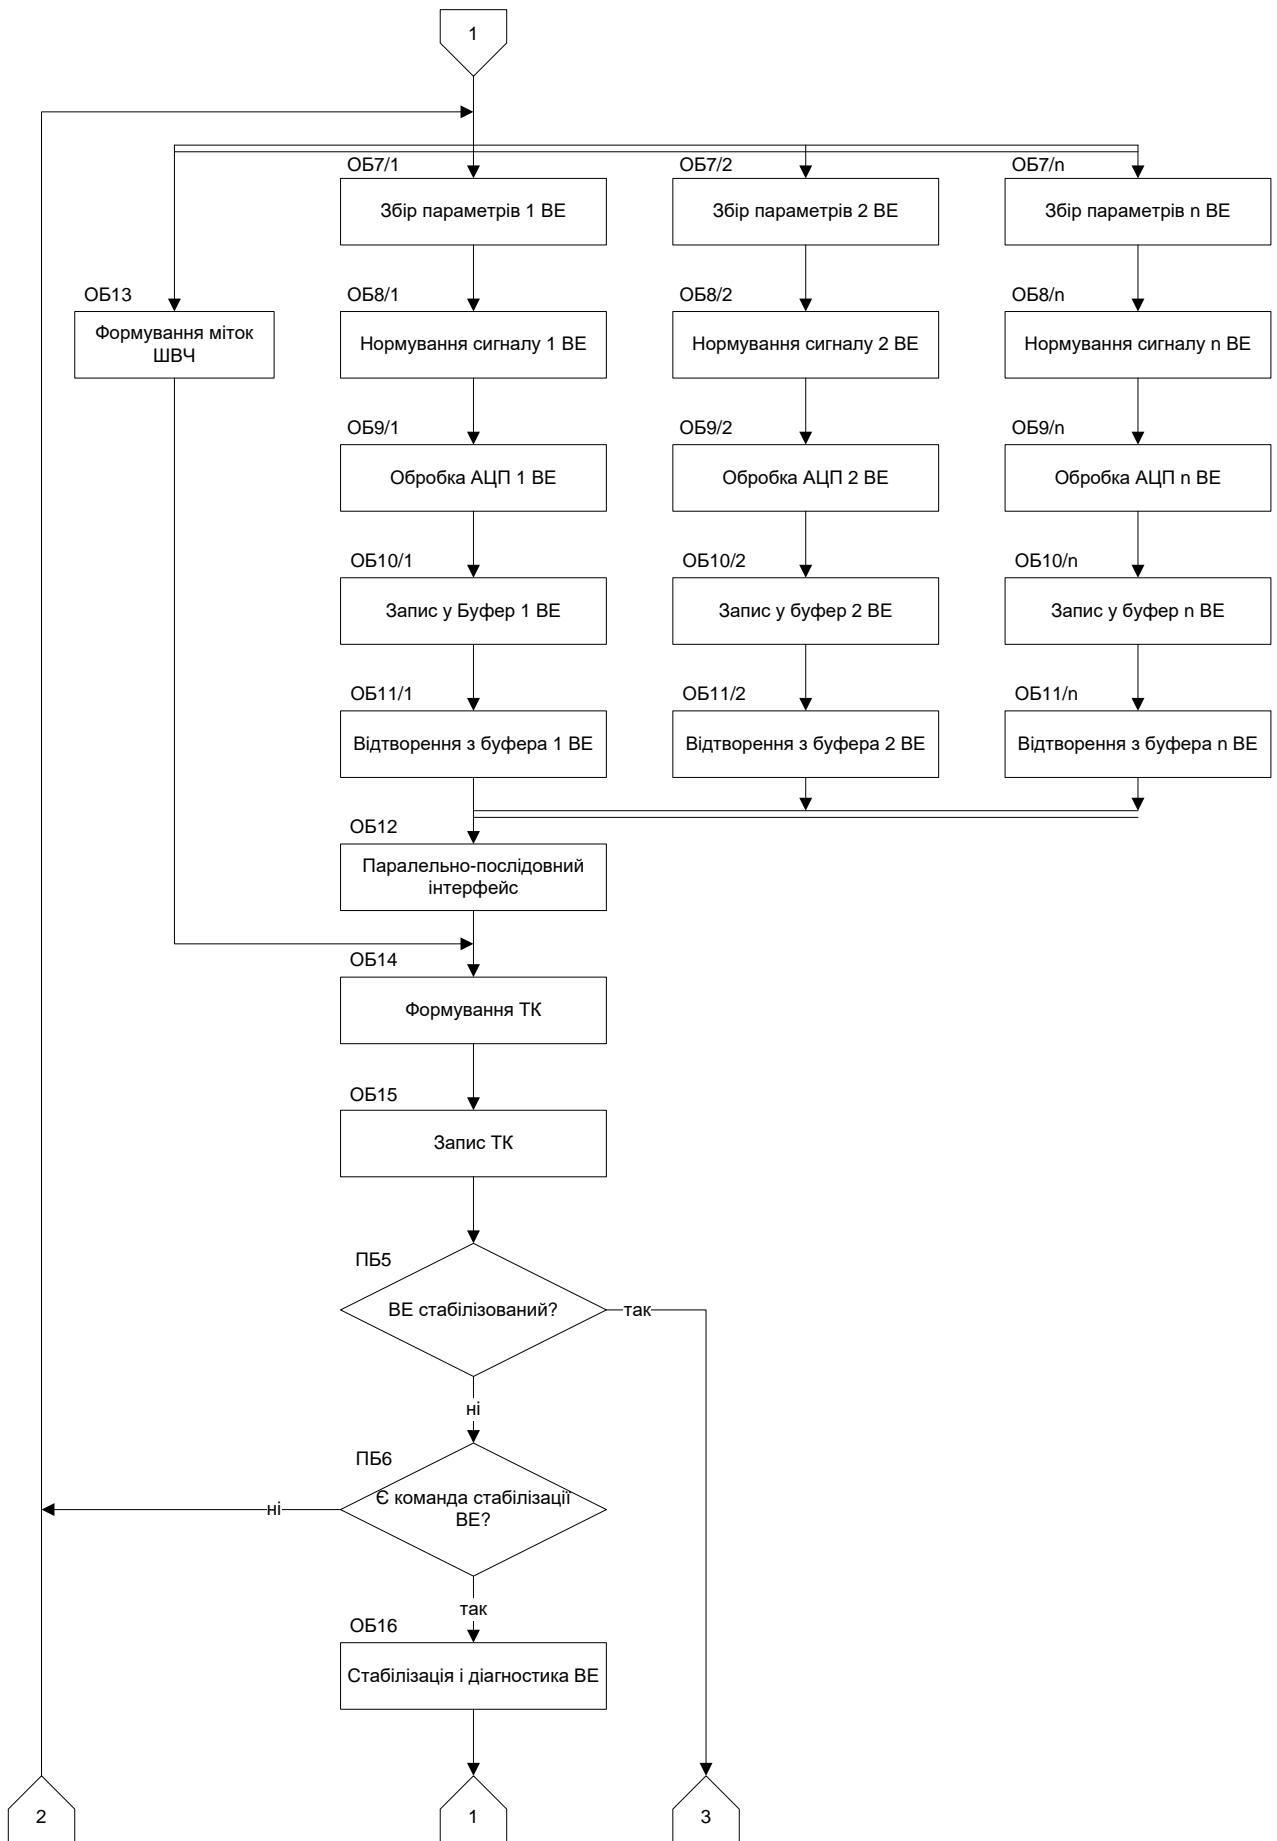 1
ОБ7/1
ОБ7/2
ОБ7/n
Збір параметрів 1 ВЕ
Збір параметрів 2 ВЕ
Збір параметрів n ВЕ
ОБ13
ОБ8/1
ОБ8/2
ОБ8/n
Формування міток
ШВЧ
Нормування сигналу 1 ВЕ
Нормування сигналу 2 ВЕ
Нормування сигналу n ВЕ
ОБ9/1
ОБ9/2
ОБ9/n
Обробка АЦП 1 ВЕ
Обробка АЦП 2 ВЕ
Обробка АЦП n ВЕ
ОБ10/1
ОБ10/2
ОБ10/n
Запис у Буфер 1 ВЕ
Запис у буфер 2 ВЕ
Запис у буфер n ВЕ
ОБ11/1
ОБ11/2
ОБ11/n
Відтворення з буфера 1 ВЕ
Відтворення з буфера 2 ВЕ
Відтворення з буфера n ВЕ
ОБ12
Паралельно-послідовний
інтерфейс
ОБ14
Формування ТК
ОБ15
Запис ТК
ПБ5
ВЕ стабілізований?
так
ні
ПБ6
Є команда стабілізації
ВЕ?
ні
так
ОБ16
Стабілізація і діагностика ВЕ
2
1
3